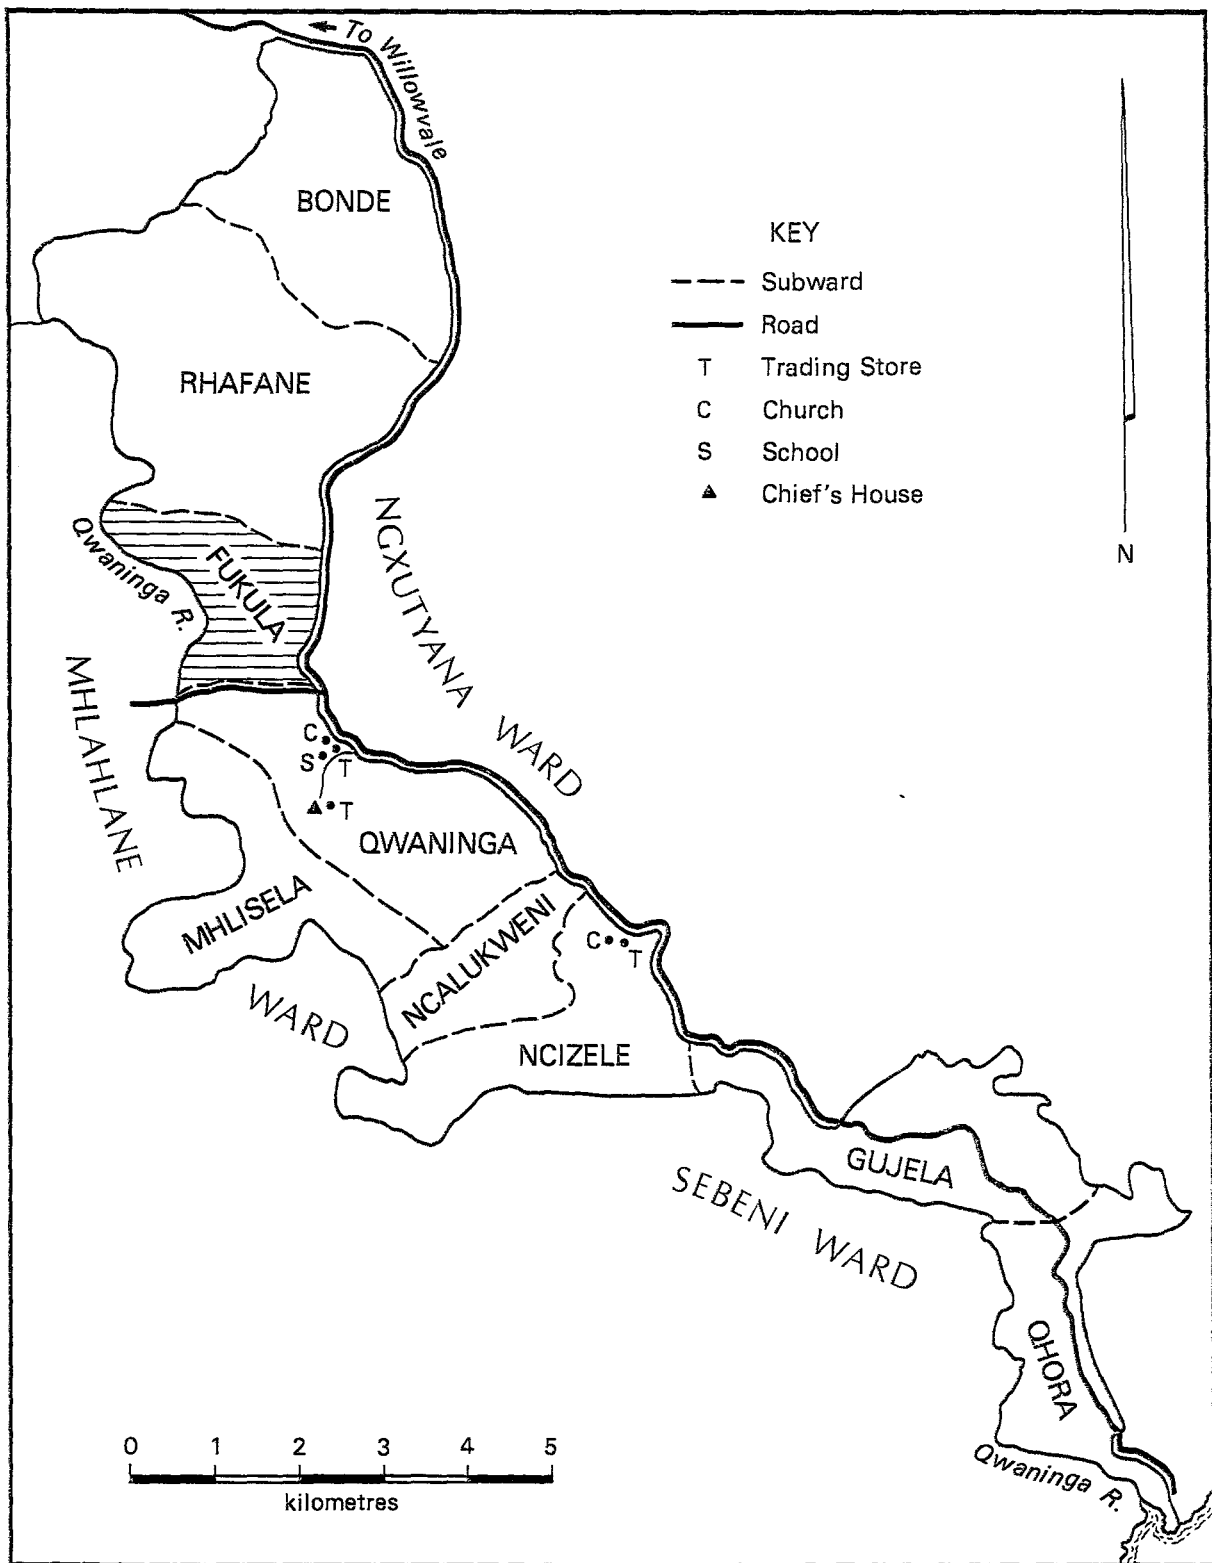 To Willowvale
BONDE
KEY
Subward
Road
T Trading Store
C Church
S School
Chief's House
N
RHAFANE
Qwaninga R.
FUKULA
NGXUTYANA WARD
MHLAHLANE WARD
C
S
T
T
QWANINGA
MHLISELA
NCALUKWENI
C
T
NCIZELE
GUJELA
SEBENI WARD
QHORA
Qwaninga R.
0 1 2 3 4 5
kilometres